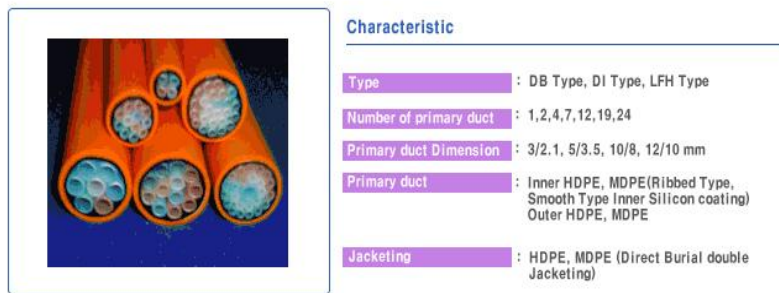 Characteristic
Type : DB Type, DI Type, LFH Type
Number of primary duct : 1,2,4,7,12,19,24
Primary duct Dimension : 3/2.1, 5/3.5, 10/8, 12/10 mm
Primary duct : Inner HDPE, MDPE(Ribbed Type,
Smooth Type Inner Silicon coating)
Outer HDPE, MDPE
Jacketing : HDPE, MDPE (Direct Burial double
Jacketing)